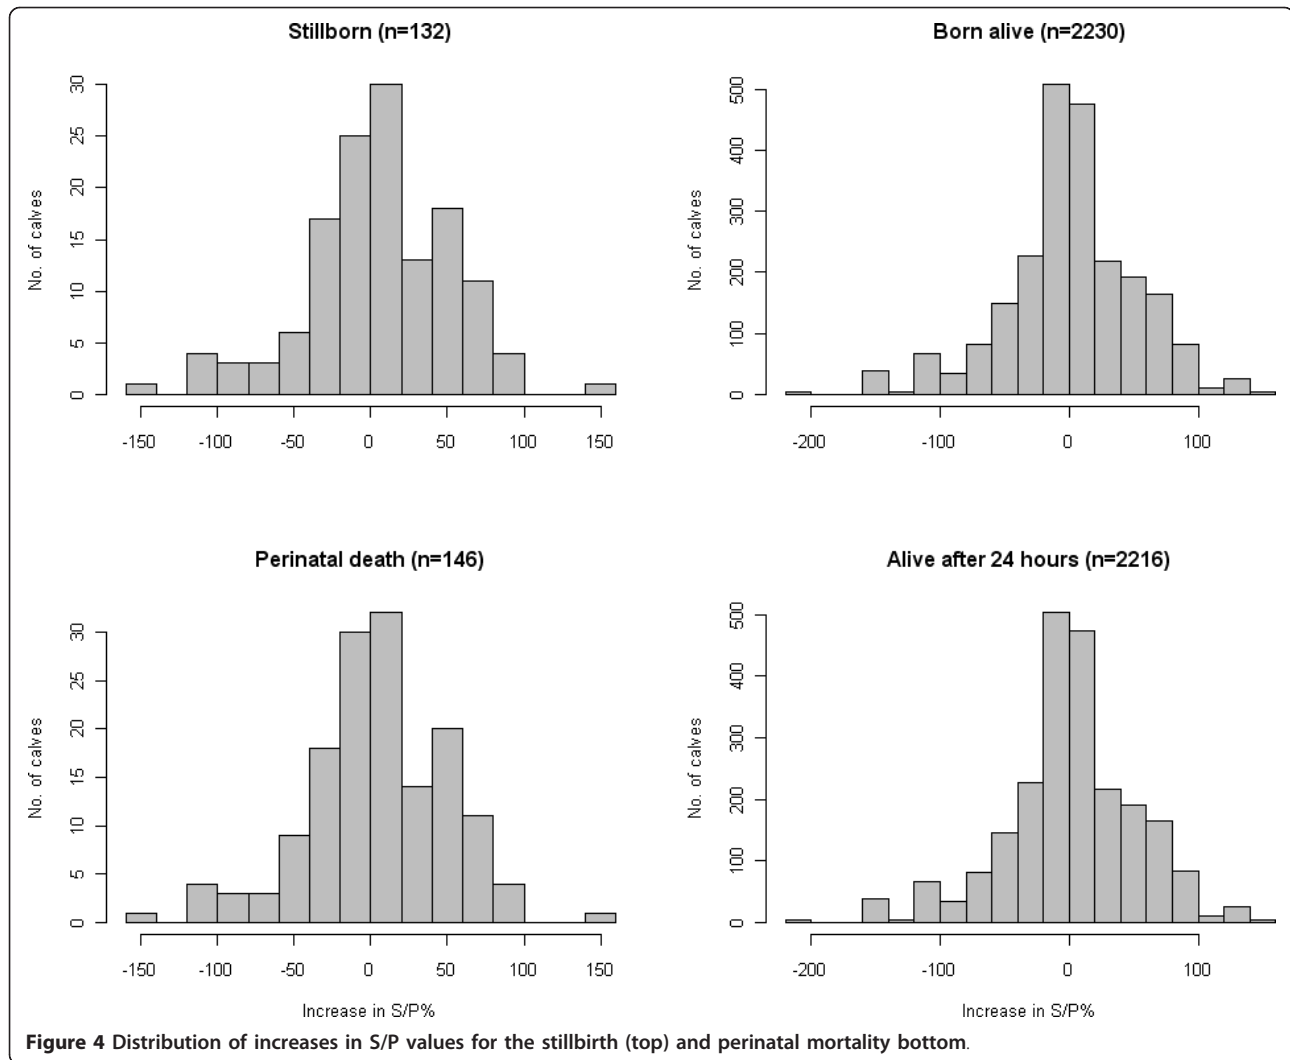 Stillborn (n=132)
No. of calves
30
25
20
15
10
5
0
-150 -100 -50 0 50 100 150
Born alive (n=2230)
No. of calves
500
400
300
200
100
0
-200 -100 0 100
Perinatal death (n=146)
No. of calves
30
25
20
15
10
5
0
-150 -100 -50 0 50 100 150
Increase in S/P%
Alive after 24 hours (n=2216)
No. of calves
500
400
300
200
100
0
-200 -100 0 100
Increase in S/P%
Figure 4 Distribution of increases in S/P values for the stillbirth (top) and perinatal mortality bottom.